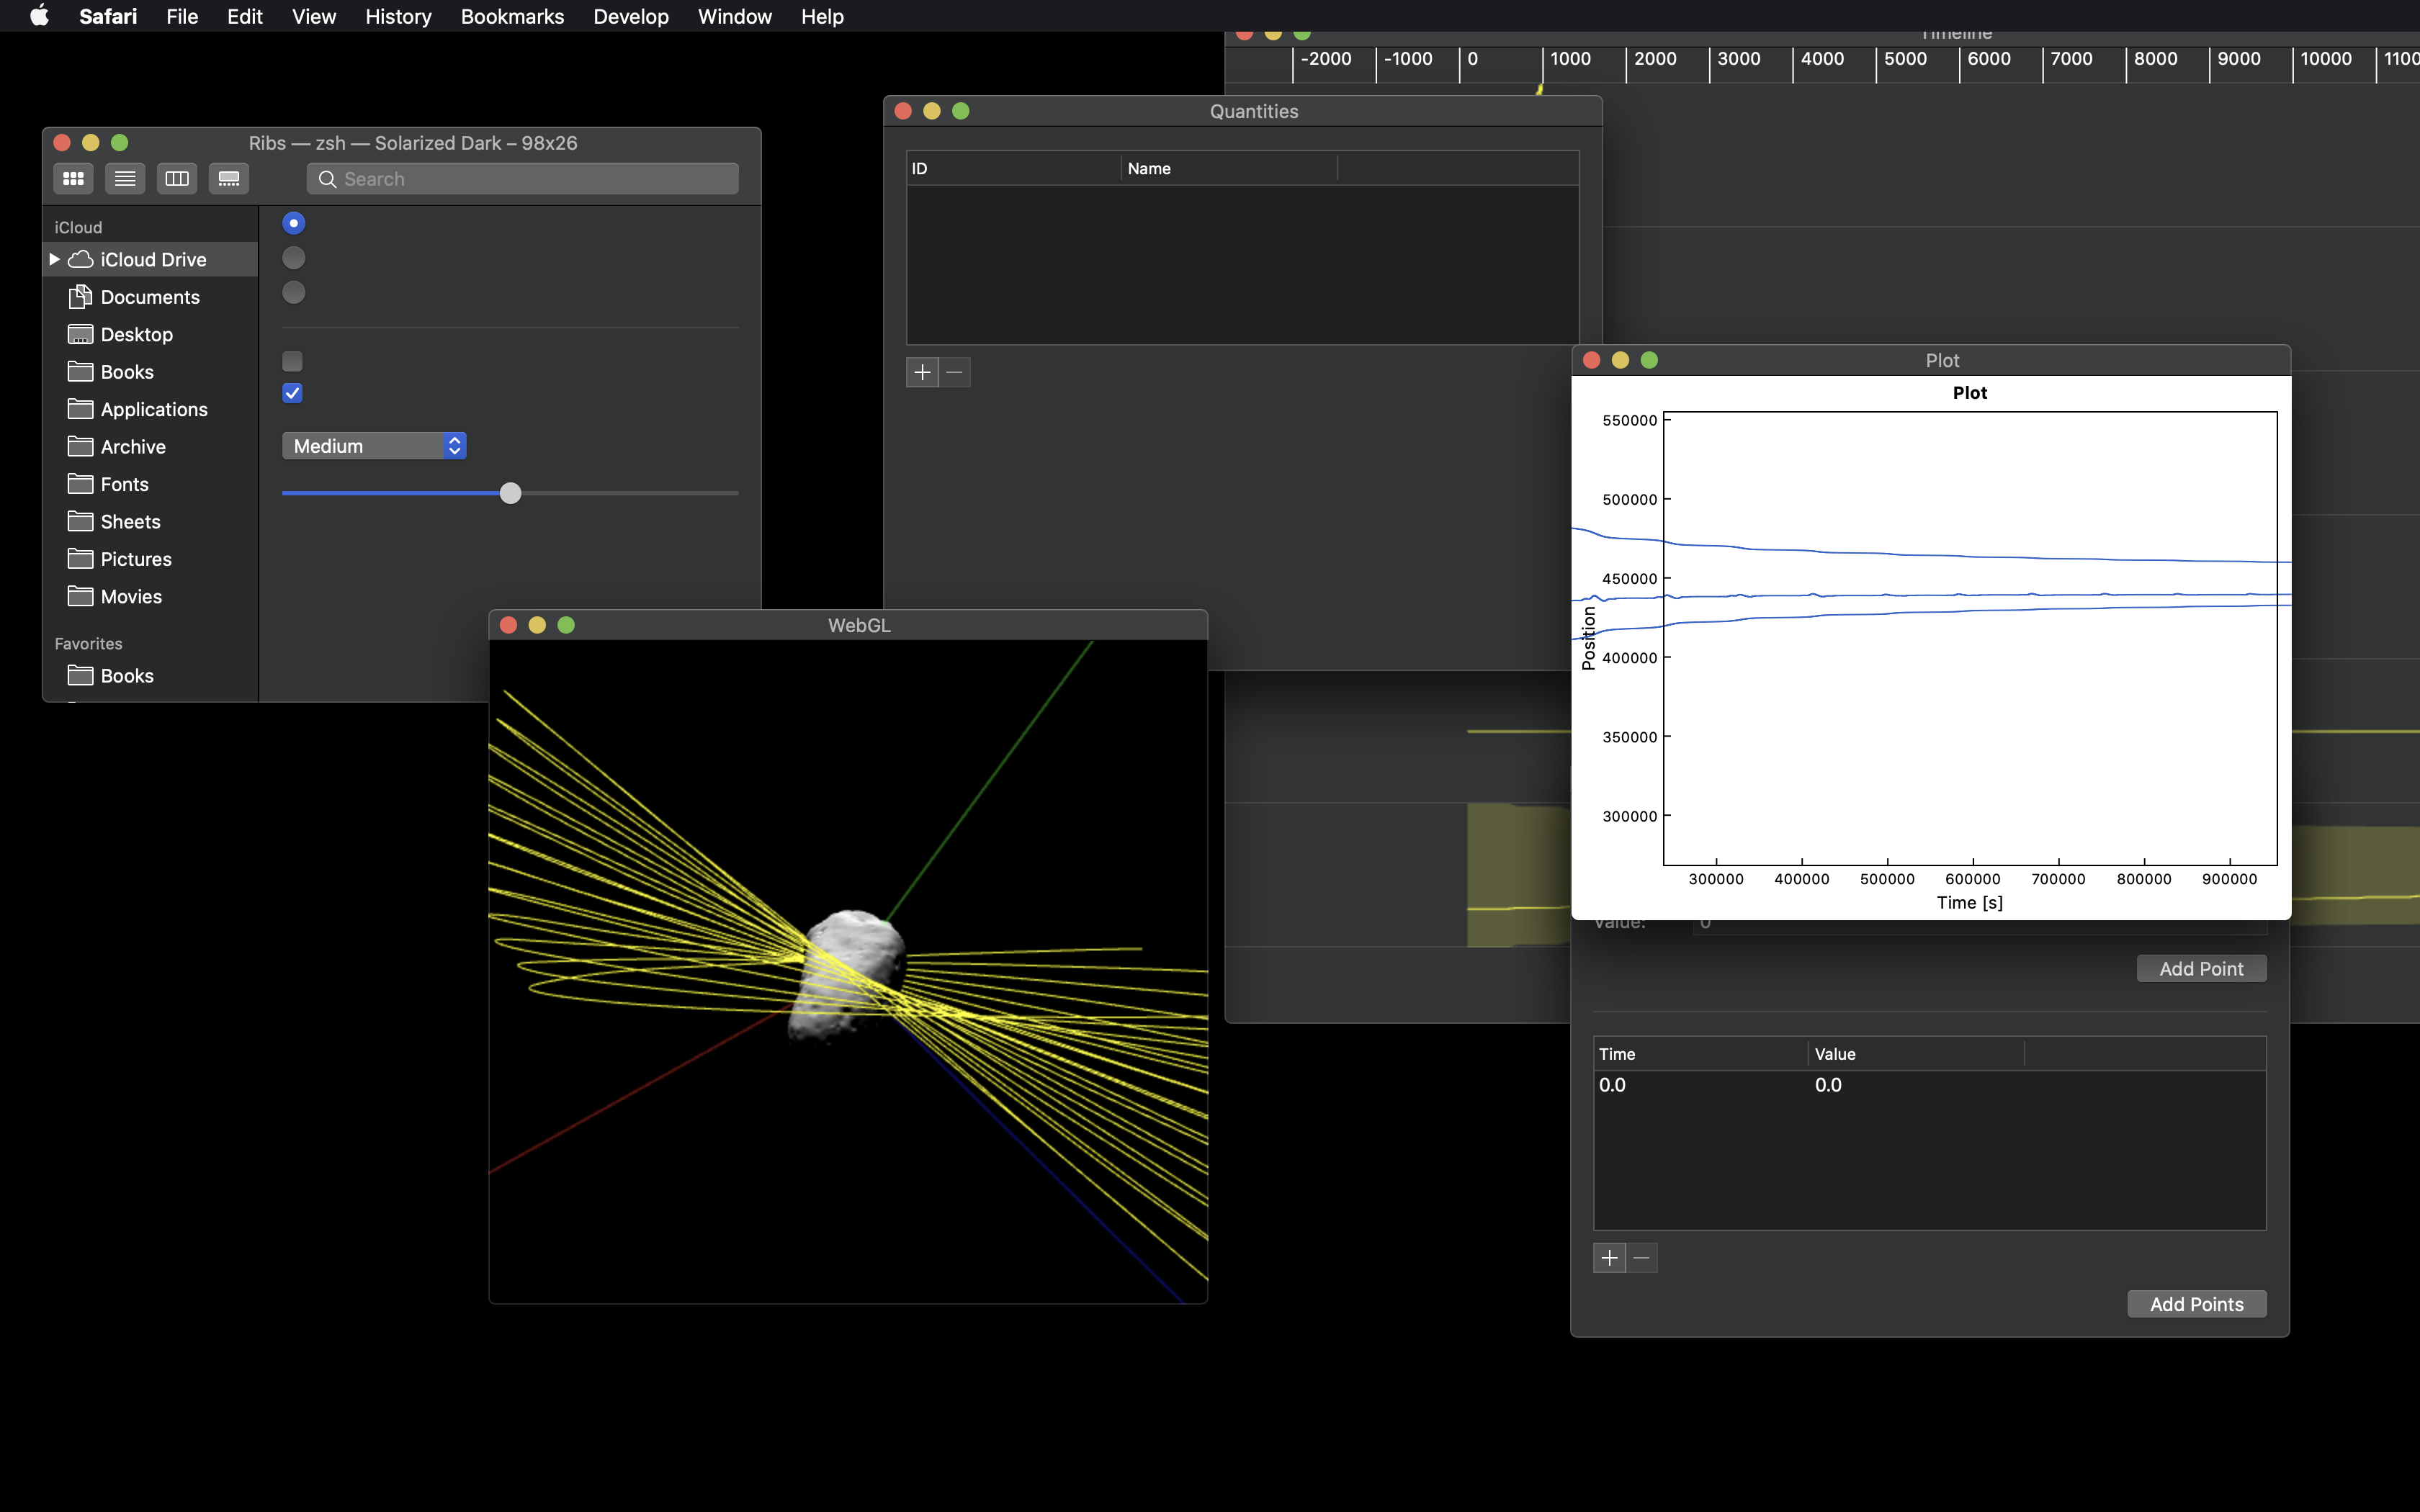 Safari File Edit View History Bookmarks Develop Window Help
Timeline
-2000 -1000 0 1000 2000 3000 4000 5000 6000 7000 8000 9000 10000 1100
Quantities
ID Name
Ribs — zsh — Solarized Dark – 98x26
Search
iCloud
iCloud Drive
Documents
Desktop
Books
Applications
Archive
Fonts
Sheets
Pictures
Movies
Favorites
Books
Medium
WebGL
Plot
Plot
550000
500000
450000
400000
350000
300000
Position
300000 400000 500000 600000 700000 800000 900000
Time [s]
Value: 0
Add Point
Time Value
0.0 0.0
Add Points